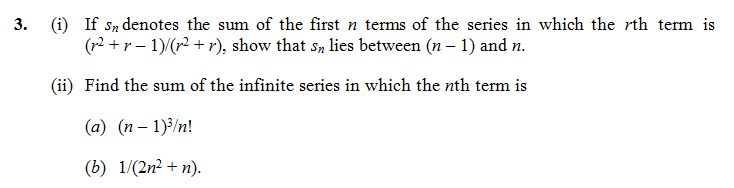 3. (i) If sₙ denotes the sum of the first n terms of the series in which the rth term is
(r² + r – 1)/(r² + r), show that sₙ lies between (n – 1) and n.
(ii) Find the sum of the infinite series in which the nth term is
(a) (n – 1)³/n!
(b) 1/(2n² + n).